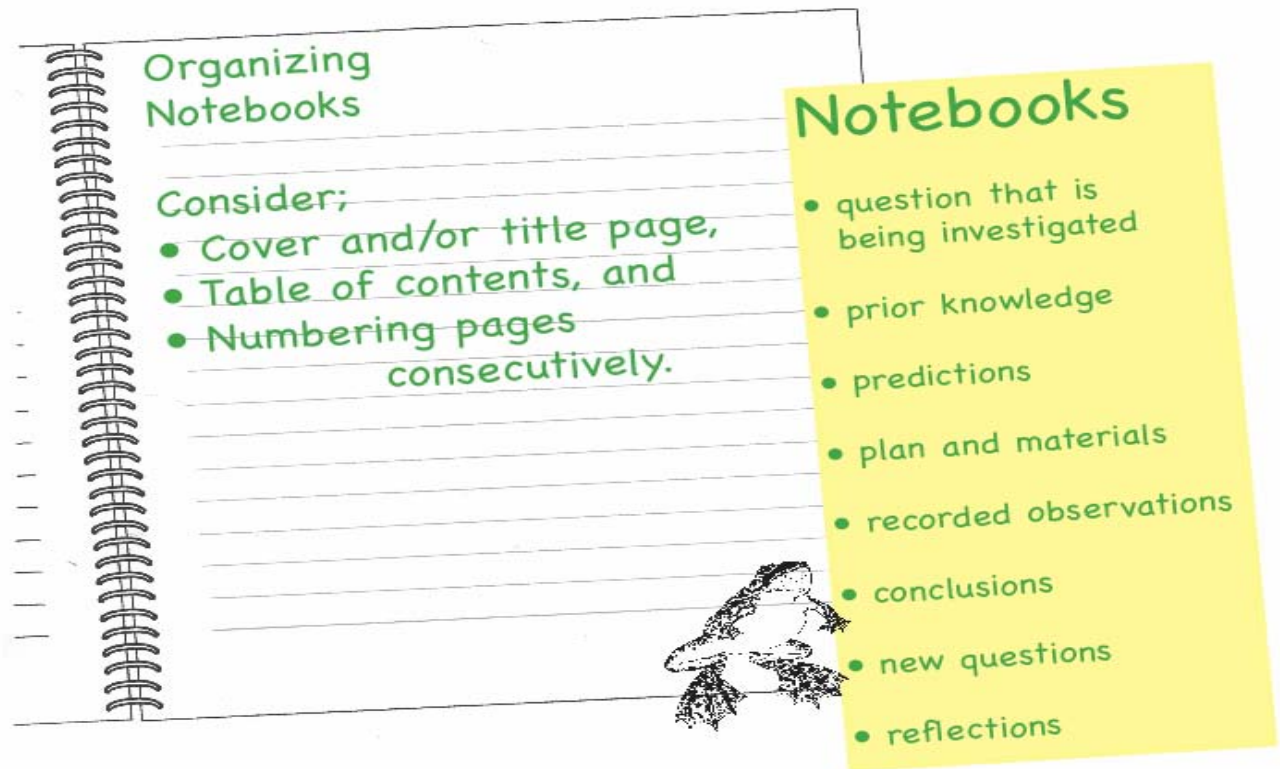 Organizing
Notebooks
Consider;
• Cover and/or title page,
• Table of contents, and
• Numbering pages
consecutively.
Notebooks
• question that is
being investigated
• prior knowledge
• predictions
• plan and materials
• recorded observations
• conclusions
• new questions
• reflections